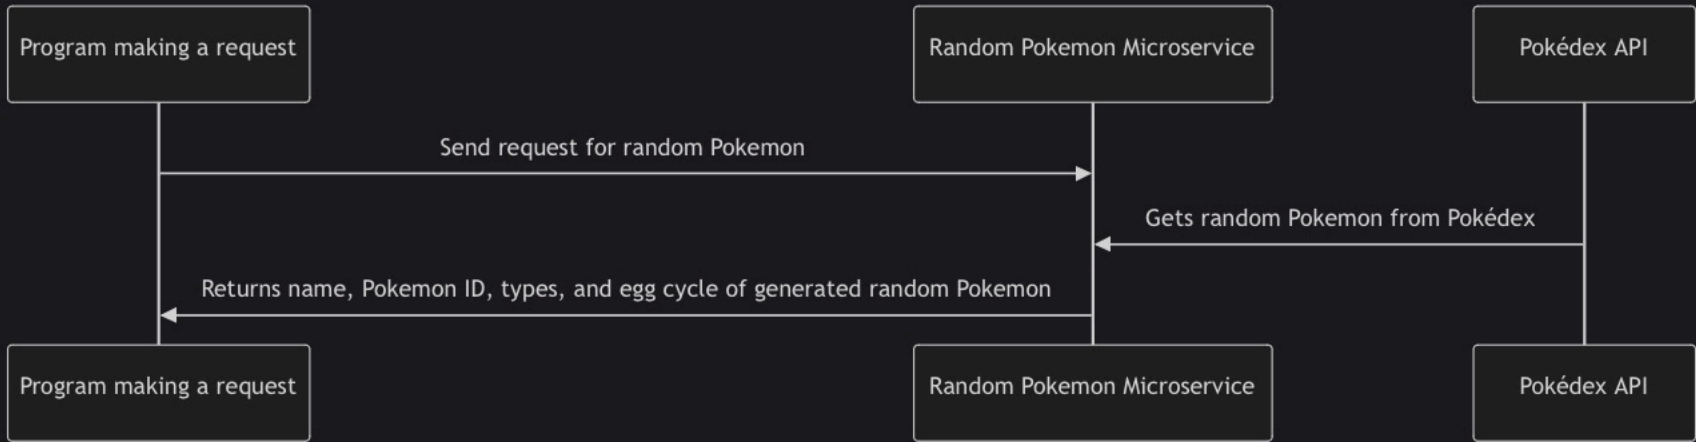 Program making a request
Random Pokemon Microservice
Pokédex API
Send request for random Pokemon
Gets random Pokemon from Pokédex
Returns name, Pokemon ID, types, and egg cycle of generated random Pokemon
Program making a request
Random Pokemon Microservice
Pokédex API